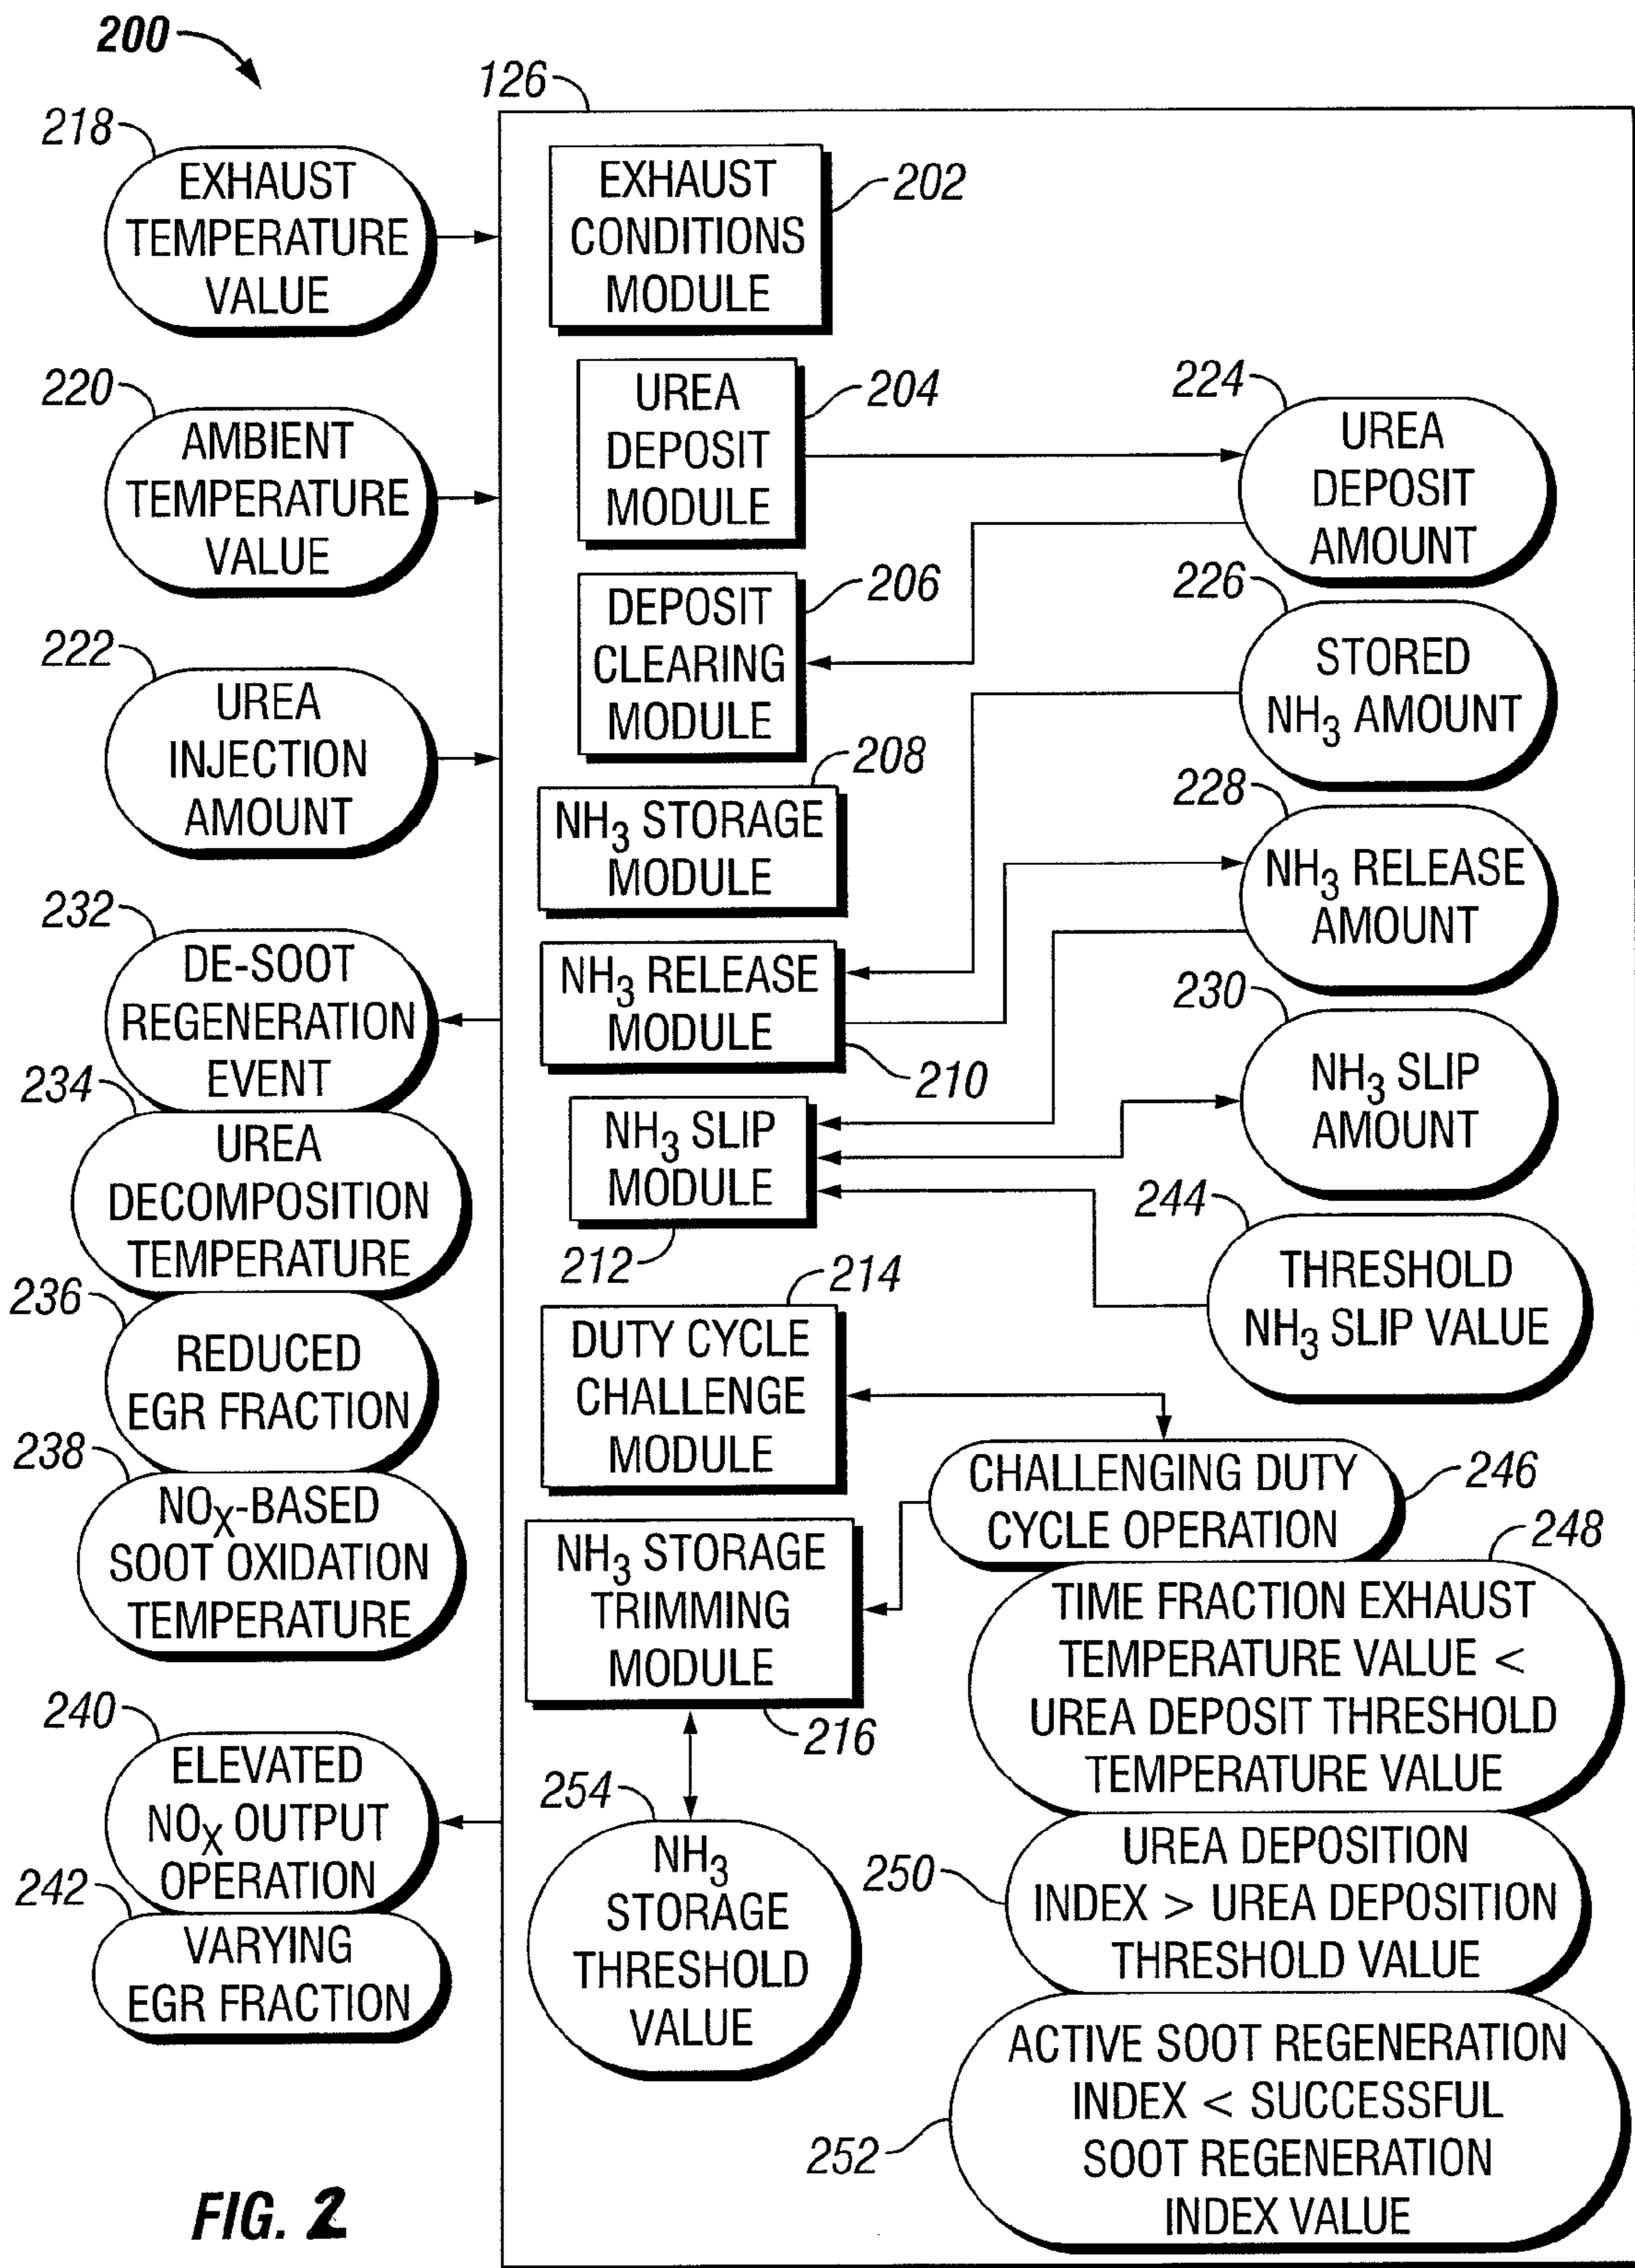 200
126
218
EXHAUST
TEMPERATURE
VALUE
220
AMBIENT
TEMPERATURE
VALUE
222
UREA
INJECTION
AMOUNT
232
DE-SOOT
REGENERATION
EVENT
234
UREA
DECOMPOSITION
TEMPERATURE
236
REDUCED
EGR FRACTION
238
NOX-BASED
SOOT OXIDATION
TEMPERATURE
240
ELEVATED
NOX OUTPUT
OPERATION
242
VARYING
EGR FRACTION
EXHAUST
CONDITIONS
MODULE
202
UREA
DEPOSIT
MODULE
204
DEPOSIT
CLEARING
MODULE
206
NH3 STORAGE
MODULE
208
NH3 RELEASE
MODULE
210
NH3 SLIP
MODULE
212
DUTY CYCLE
CHALLENGE
MODULE
214
NH3 STORAGE
TRIMMING
MODULE
216
254
NH3
STORAGE
THRESHOLD
VALUE
224
UREA
DEPOSIT
AMOUNT
226
STORED
NH3 AMOUNT
228
NH3 RELEASE
AMOUNT
230
NH3 SLIP
AMOUNT
244
THRESHOLD
NH3 SLIP VALUE
CHALLENGING DUTY
CYCLE OPERATION
246
248
TIME FRACTION EXHAUST
TEMPERATURE VALUE <
UREA DEPOSIT THRESHOLD
TEMPERATURE VALUE
250
UREA DEPOSITION
INDEX > UREA DEPOSITION
THRESHOLD VALUE
252
ACTIVE SOOT REGENERATION
INDEX < SUCCESSFUL
SOOT REGENERATION
INDEX VALUE
FIG. 2